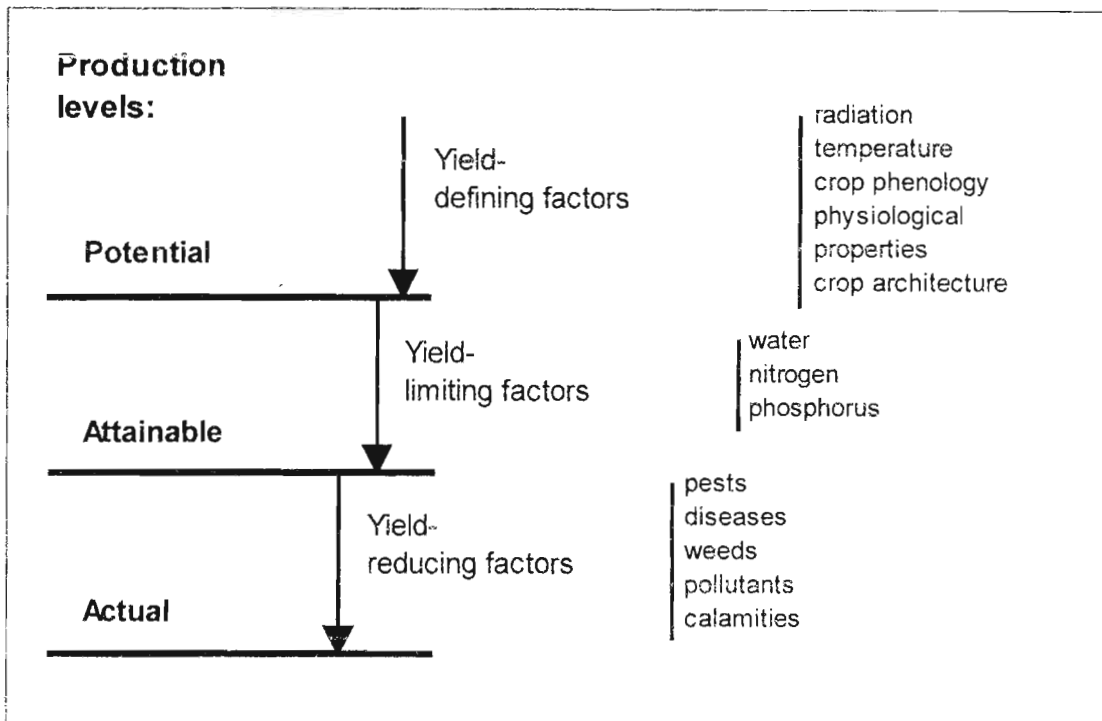 Production
levels:
Yield-
defining factors
radiation
temperature
crop phenology
physiological
properties
crop architecture
Potential
Yield-
limiting factors
water
nitrogen
phosphorus
Attainable
Yield-
reducing factors
pests
diseases
weeds
pollutants
calamities
Actual